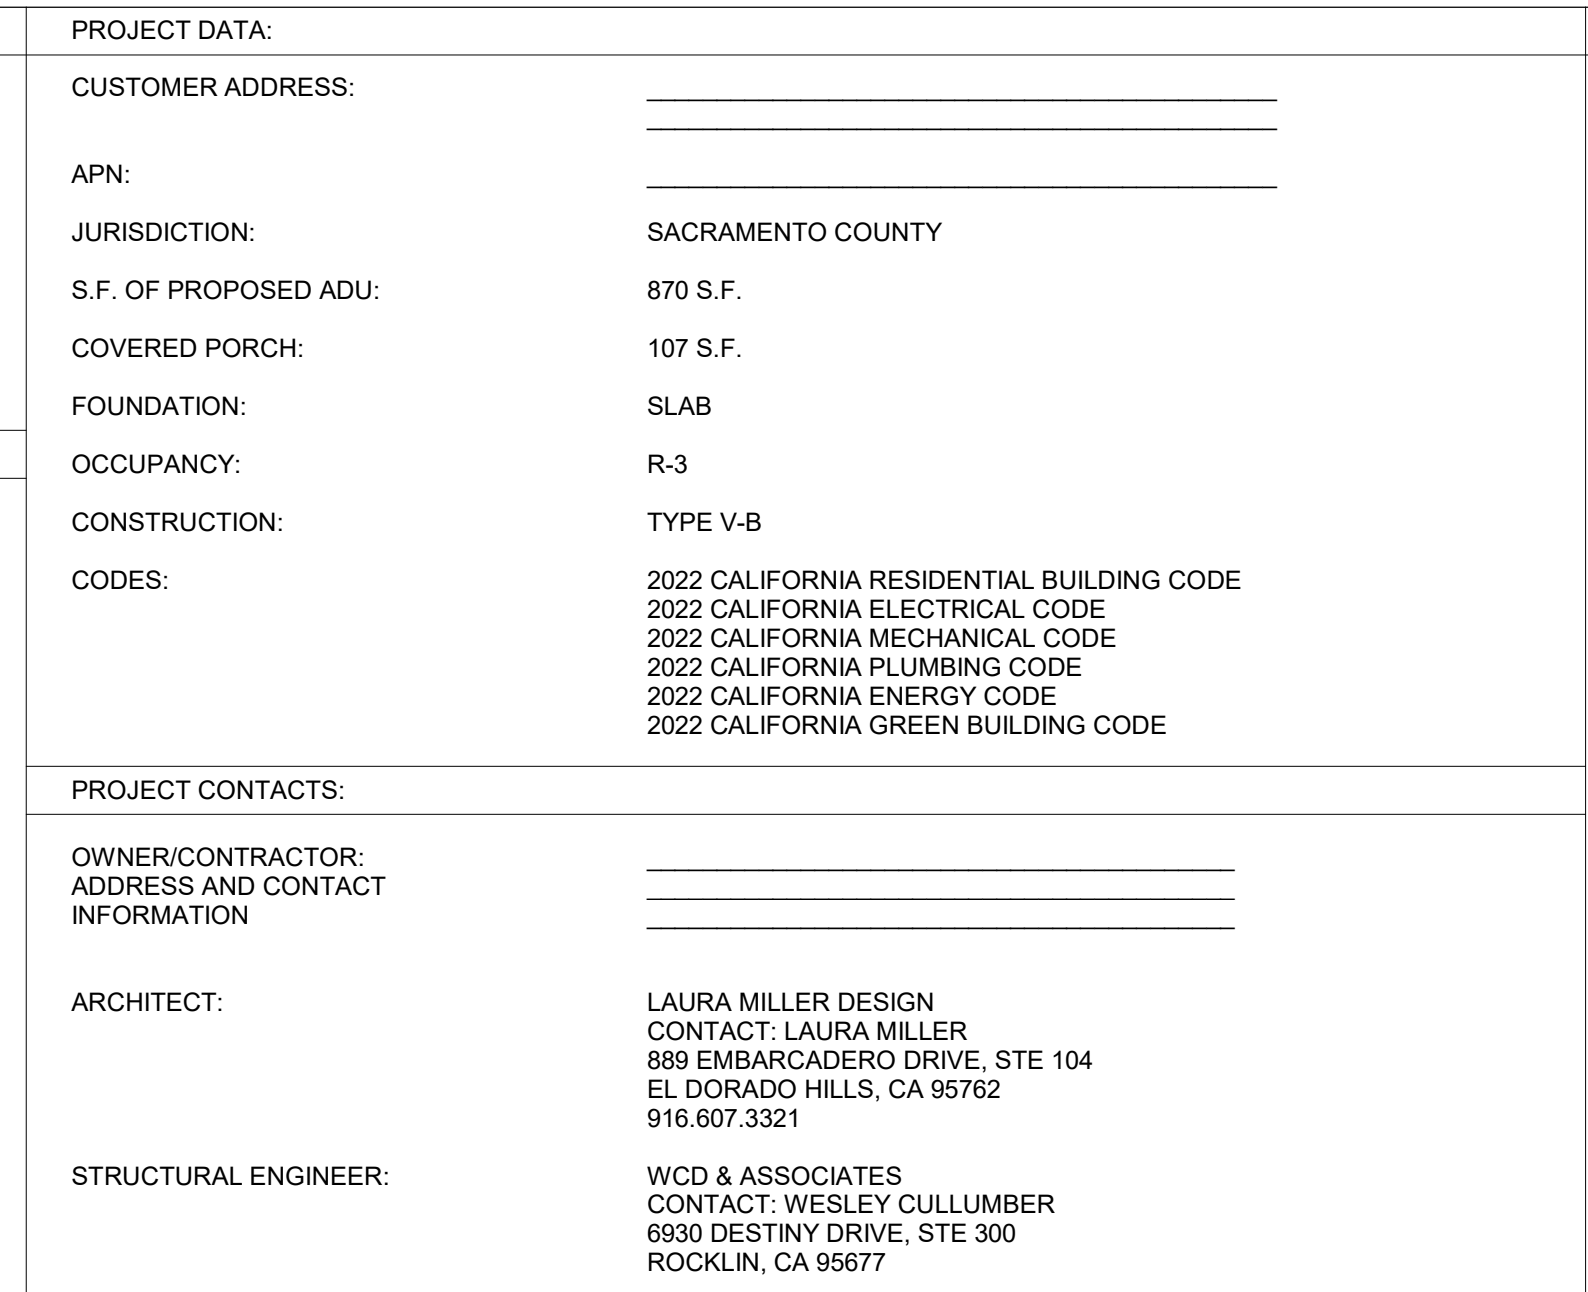 PROJECT DATA:
CUSTOMER ADDRESS:
APN:
JURISDICTION: SACRAMENTO COUNTY
S.F. OF PROPOSED ADU: 870 S.F.
COVERED PORCH: 107 S.F.
FOUNDATION: SLAB
OCCUPANCY: R-3
CONSTRUCTION: TYPE V-B
CODES: 2022 CALIFORNIA RESIDENTIAL BUILDING CODE
2022 CALIFORNIA ELECTRICAL CODE
2022 CALIFORNIA MECHANICAL CODE
2022 CALIFORNIA PLUMBING CODE
2022 CALIFORNIA ENERGY CODE
2022 CALIFORNIA GREEN BUILDING CODE
PROJECT CONTACTS:
OWNER/CONTRACTOR:
ADDRESS AND CONTACT
INFORMATION
ARCHITECT: LAURA MILLER DESIGN
CONTACT: LAURA MILLER
889 EMBARCADERO DRIVE, STE 104
EL DORADO HILLS, CA 95762
916.607.3321
STRUCTURAL ENGINEER: WCD & ASSOCIATES
CONTACT: WESLEY CULLUMBER
6930 DESTINY DRIVE, STE 300
ROCKLIN, CA 95677